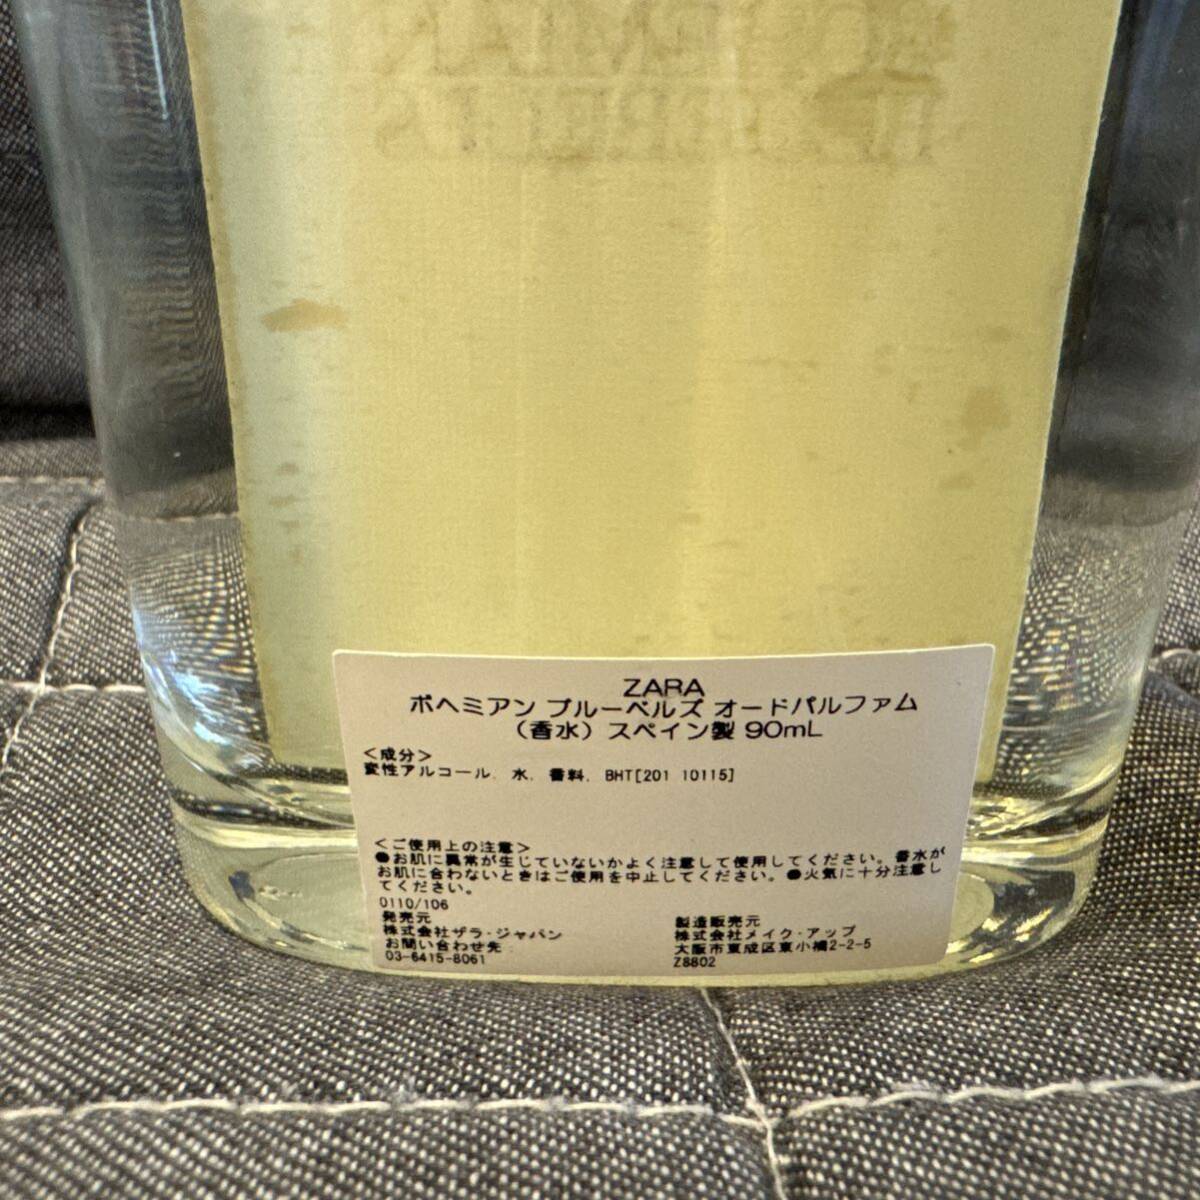 ZARA
ボヘミアン ブルーベルズ オードパルファム
（香水）スペイン製 90mL
＜成分＞
変性アルコール、水、香料、BHT[201 10115]
＜ご使用上の注意＞
●お肌に異常が生じていないかよく注意して使用してください。香水が
お肌に合わないときはご使用を中止してください。●火気に十分注意し
てください。
0110/106
発売元
株式会社ザラ・ジャパン
お問い合わせ先
03-6415-8061
製造販売元
株式会社メイク・アップ
大阪市東成区東小橋2-2-5
Z8802